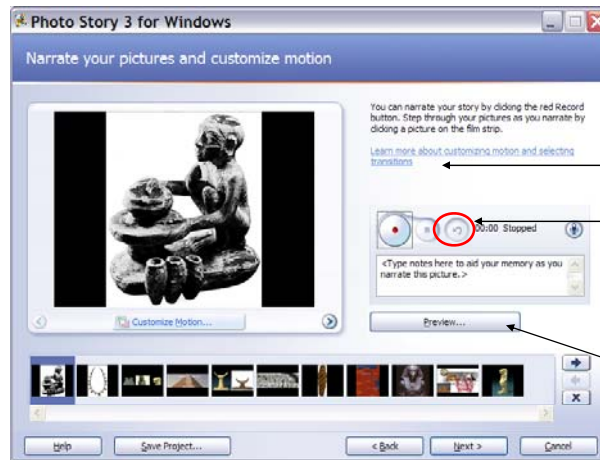 Photo Story 3 for Windows
Narrate your pictures and customize motion
You can narrate your story by clicking the red Record
button. Step through your pictures as you narrate by
clicking a picture on the film strip.
Learn more about customizing motion and selecting
transitions
00:00 Stopped
<Type notes here to aid your memory as you
narrate this picture.>
Customize Motion...
Preview...
Help
Save Project...
< Back
Next >
Cancel